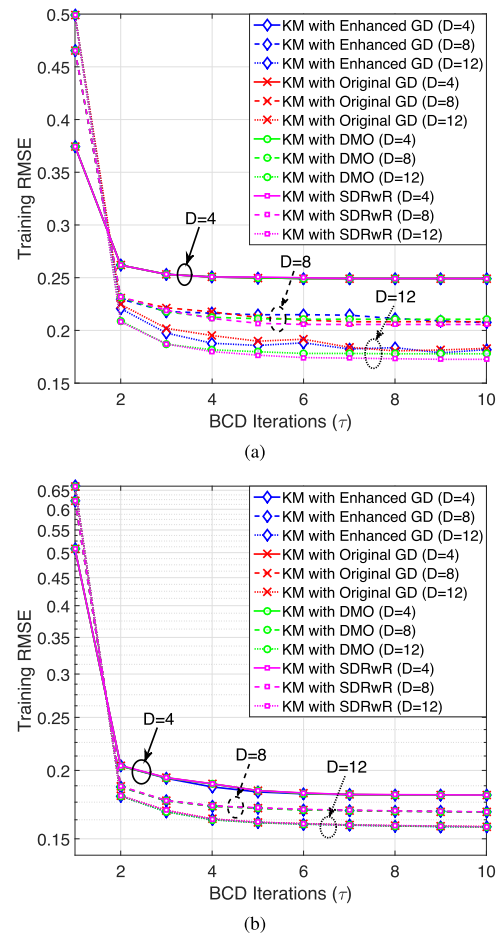 0.5
0.45
0.4
0.35
0.3
0.25
0.2
0.15
Training RMSE
KM with Enhanced GD (D=4)
KM with Enhanced GD (D=8)
KM with Enhanced GD (D=12)
KM with Original GD (D=4)
KM with Original GD (D=8)
KM with Original GD (D=12)
KM with DMO (D=4)
KM with DMO (D=8)
KM with DMO (D=12)
KM with SDRwR (D=4)
KM with SDRwR (D=8)
KM with SDRwR (D=12)
D=4
D=8
D=12
2 4 6 8 10
BCD Iterations (τ)
(a)
0.65
0.6
0.55
0.5
0.45
0.4
0.35
0.3
0.25
0.2
0.15
Training RMSE
KM with Enhanced GD (D=4)
KM with Enhanced GD (D=8)
KM with Enhanced GD (D=12)
KM with Original GD (D=4)
KM with Original GD (D=8)
KM with Original GD (D=12)
KM with DMO (D=4)
KM with DMO (D=8)
KM with DMO (D=12)
KM with SDRwR (D=4)
KM with SDRwR (D=8)
KM with SDRwR (D=12)
D=4
D=8
D=12
2 4 6 8 10
BCD Iterations (τ)
(b)